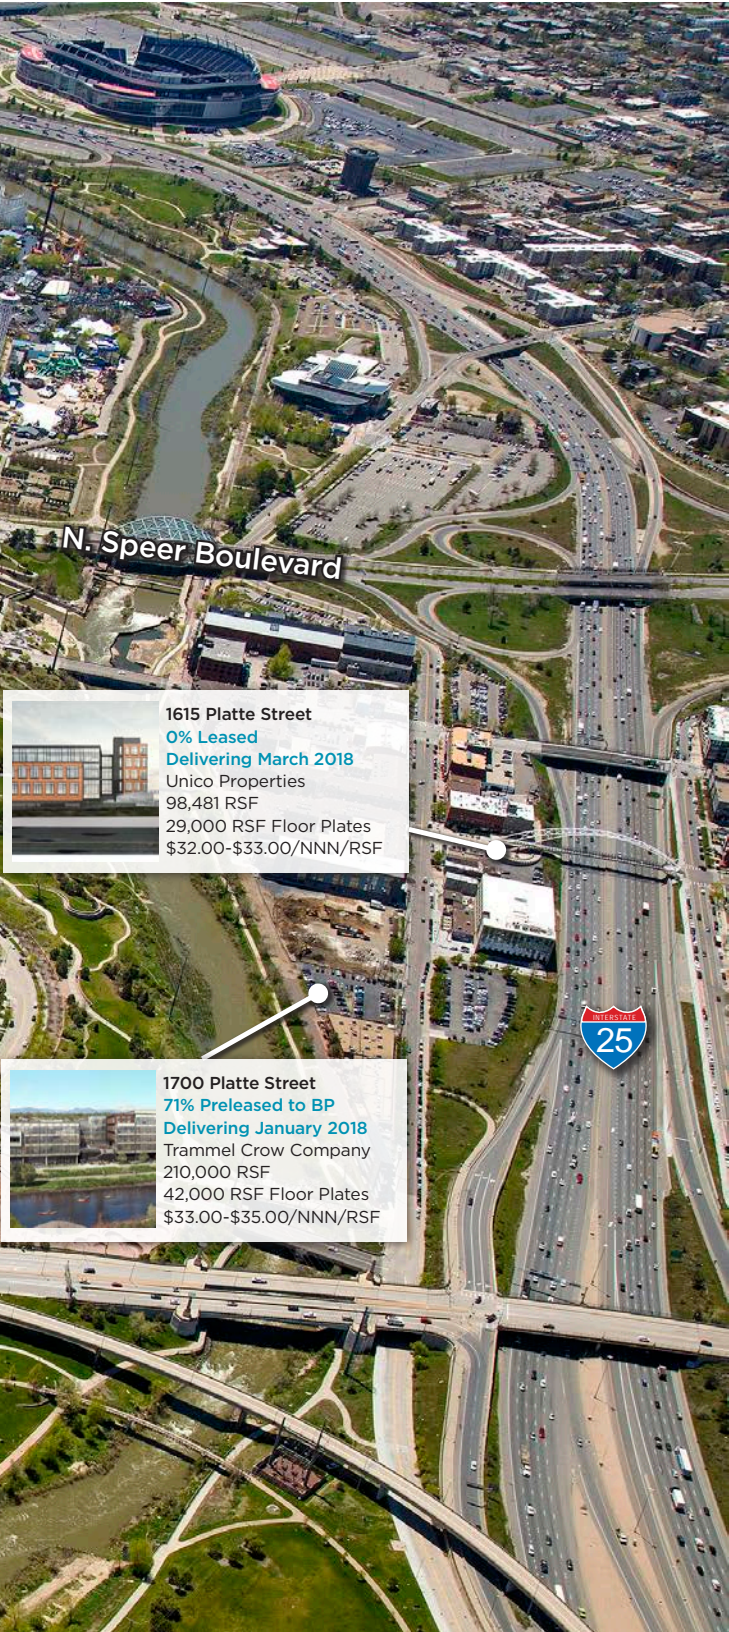 N. Speer Boulevard
1615 Platte Street
0% Leased
Delivering March 2018
Unico Properties
98,481 RSF
29,000 RSF Floor Plates
$32.00-$33.00/NNN/RSF
INTERSTATE
25
1700 Platte Street
71% Preleased to BP
Delivering January 2018
Trammel Crow Company
210,000 RSF
42,000 RSF Floor Plates
$33.00-$35.00/NNN/RSF